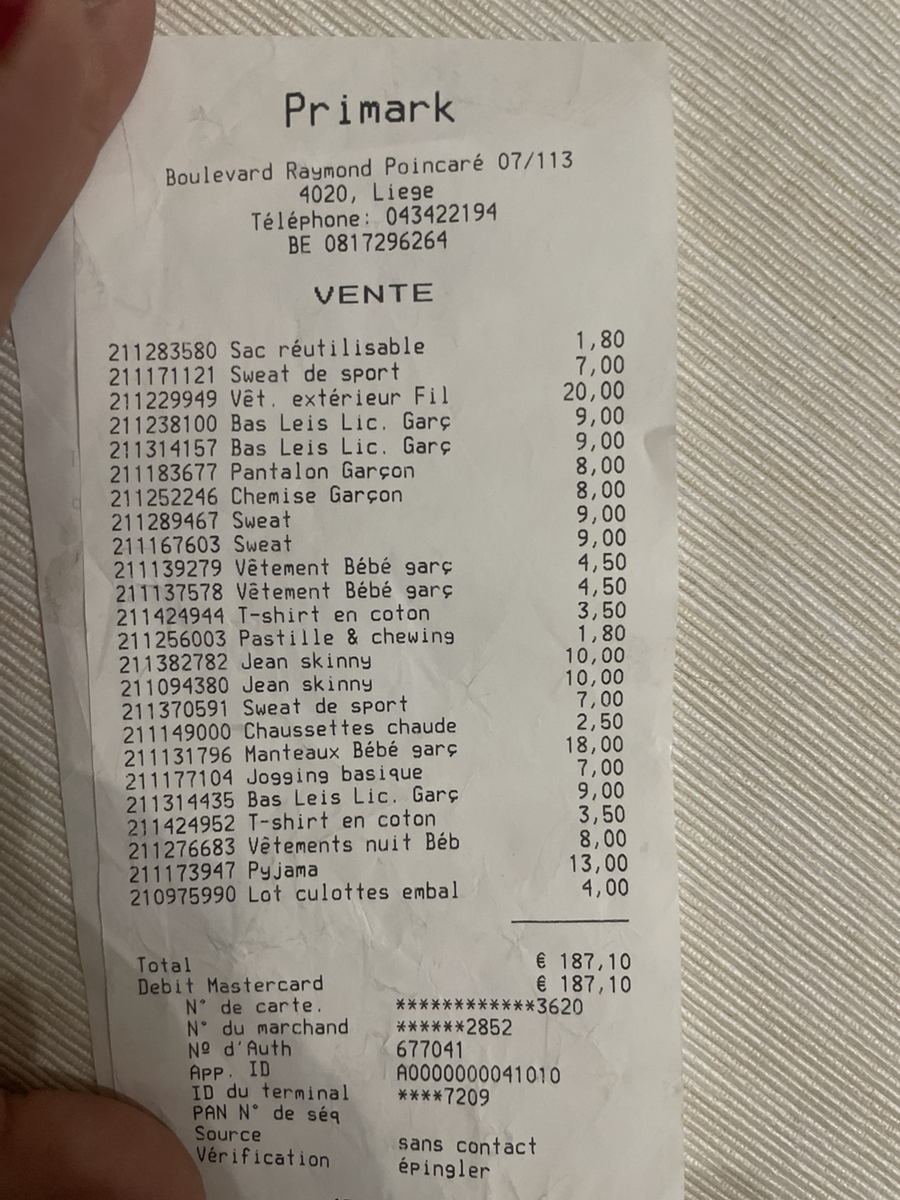 Primark
Boulevard Raymond Poincaré 07/113
4020, Liege
Téléphone: 043422194
BE 0817296264
VENTE
211283580 Sac réutilisable 1,80
211171121 Sweat de sport 7,00
211229949 Vêt. extérieur Fil 20,00
211238100 Bas Leis Lic. Garç 9,00
211314157 Bas Leis Lic. Garç 9,00
211183677 Pantalon Garçon 8,00
211252246 Chemise Garçon 8,00
211289467 Sweat 9,00
211167603 Sweat 9,00
211139279 Vêtement Bébé garç 4,50
211137578 Vêtement Bébé garç 4,50
211424944 T-shirt en coton 3,50
211256003 Pastille & chewing 1,80
211382782 Jean skinny 10,00
211094380 Jean skinny 10,00
211370591 Sweat de sport 7,00
211149000 Chaussettes chaude 2,50
211131796 Manteaux Bébé garç 18,00
211177104 Jogging basique 7,00
211314435 Bas Leis Lic. Garç 9,00
211424952 T-shirt en coton 3,50
211276683 Vêtements nuit Béb 8,00
211173947 Pyjama 13,00
210975990 Lot culottes embal 4,00
Total € 187,10
Debit Mastercard € 187,10
N° de carte. ************3620
N° du marchand ******2852
Nº d'Auth 677041
App. ID A0000000041010
ID du terminal ****7209
PAN N° de séq
Source sans contact
Vérification épingler